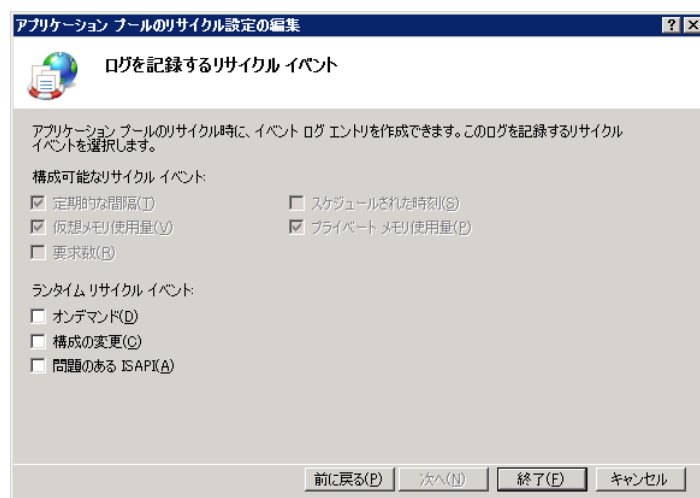 アプリケーション プールのリサイクル設定の編集
ログを記録するリサイクル イベント
アプリケーション プールのリサイクル時に、イベント ログ エントリを作成できます。このログを記録するリサイクル
イベントを選択します。
構成可能なリサイクル イベント:
定期的な間隔(T) スケジュールされた時刻(S)
仮想メモリ使用量(V) プライベート メモリ使用量(P)
要求数(R)
ランタイム リサイクル イベント:
オンデマンド(D)
構成の変更(C)
問題のある ISAPI(A)
前に戻る(P) 次へ(N) 終了(F) キャンセル